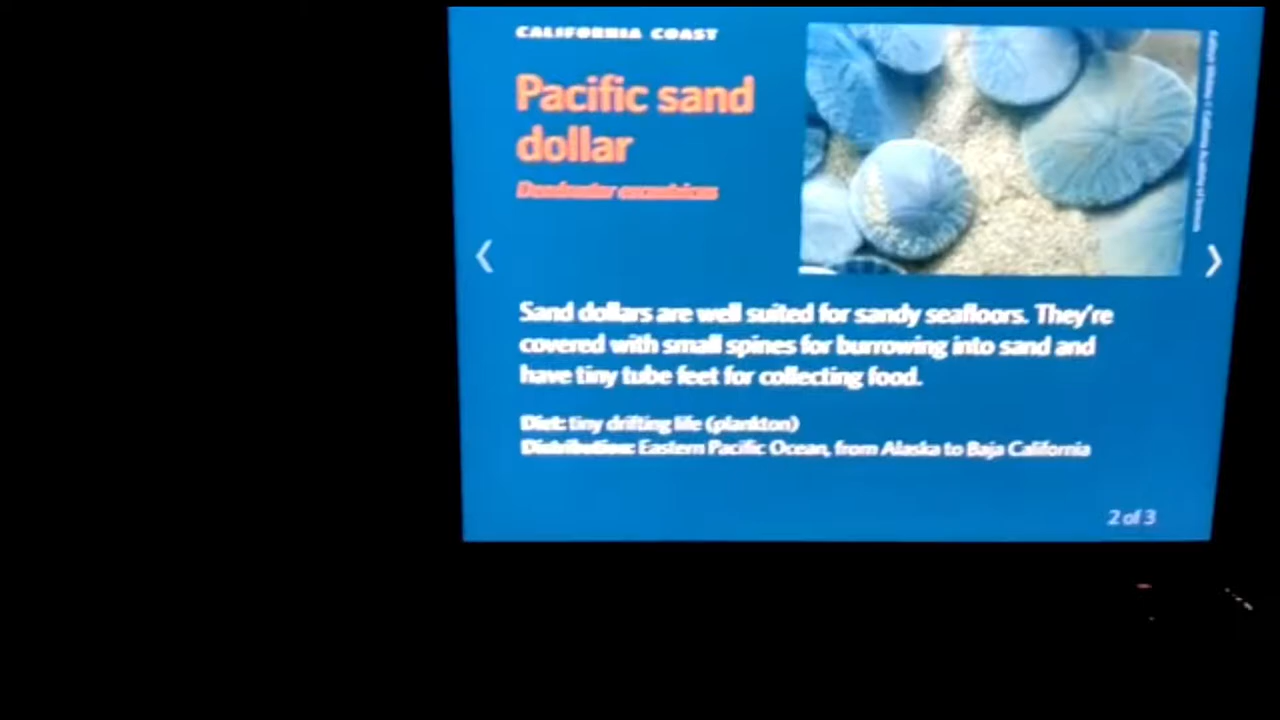 CALIFORNIA COAST
Pacific sand
dollar
Dendraster excentricus
Sand dollars are well suited for sandy seafloors. They're
covered with small spines for burrowing into sand and
have tiny tube feet for collecting food.
Diet: tiny drifting life (plankton)
Distribution: Eastern Pacific Ocean, from Alaska to Baja California
2 of 3